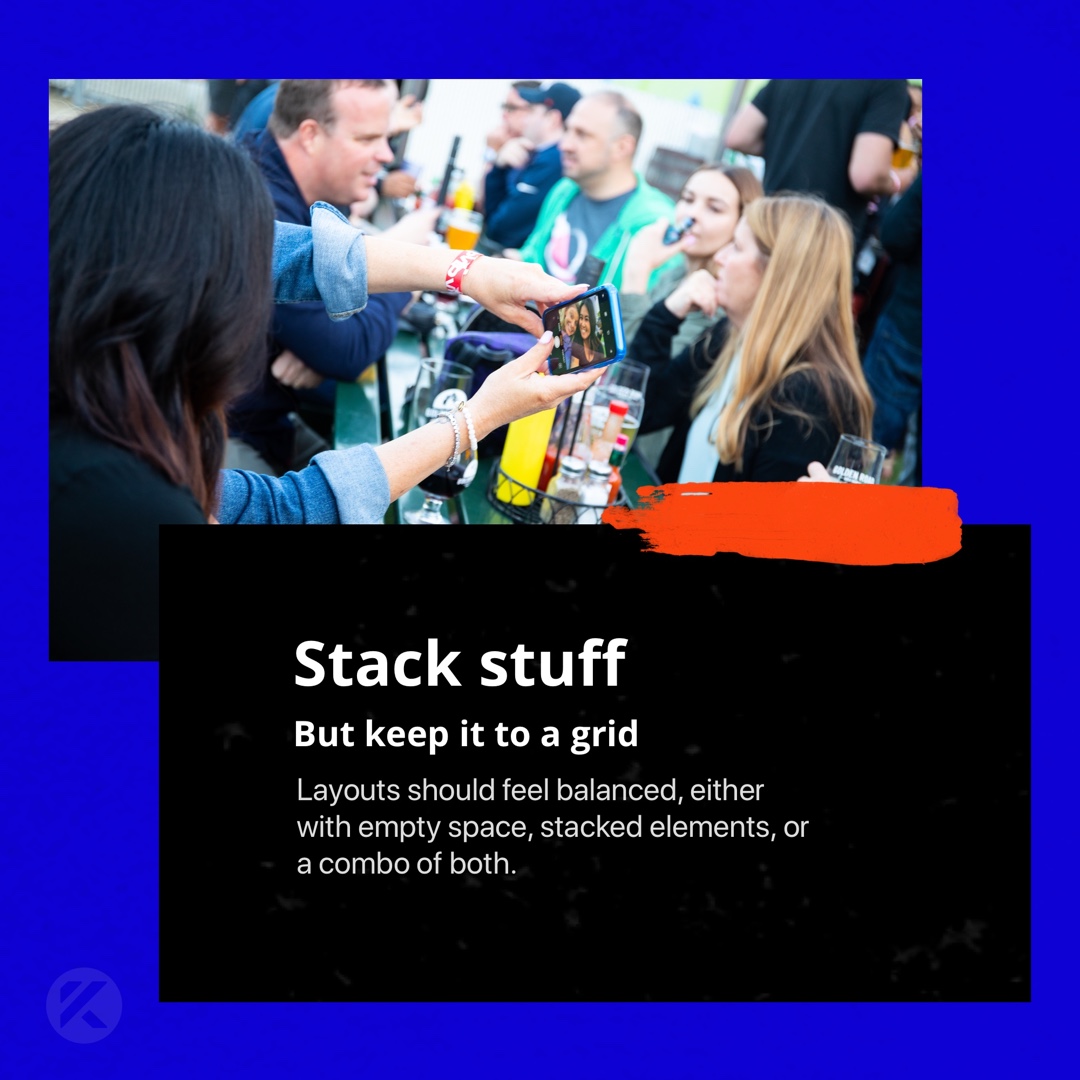 Stack stuff
But keep it to a grid
Layouts should feel balanced, either
with empty space, stacked elements, or
a combo of both.